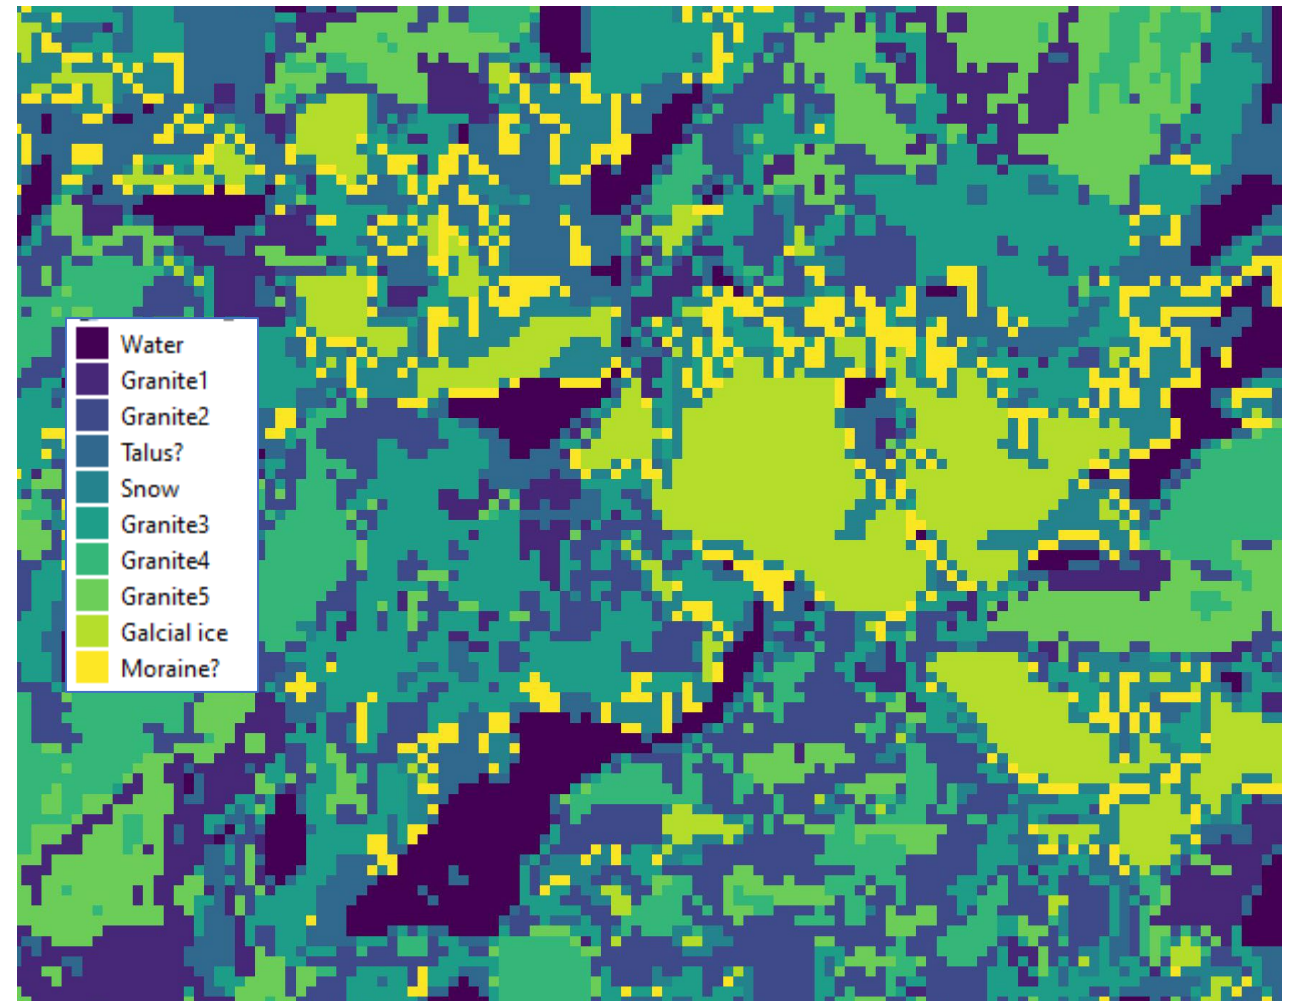 Water
Granite1
Granite2
Talus?
Snow
Granite3
Granite4
Granite5
Galcial ice
Moraine?